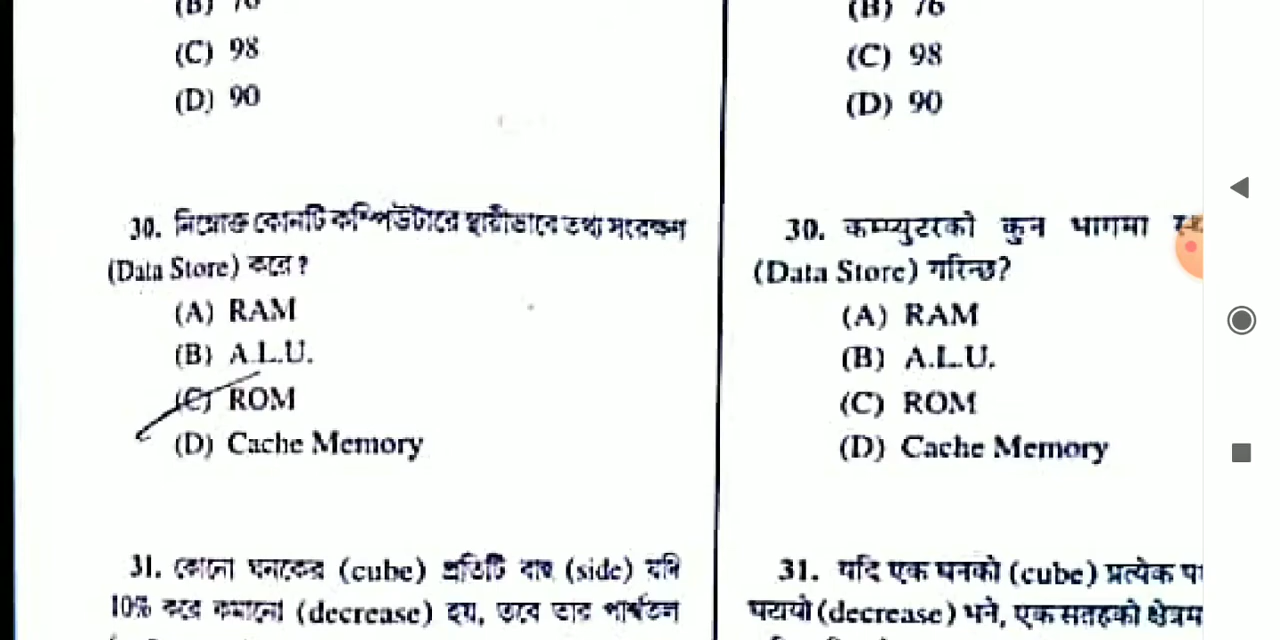 (C) 98
(D) 90
30. নিম্নোক্ত কোনটি কম্পিউটারে স্থায়ীভাবে তথ্য সংরক্ষণ
(Data Store) করে ?
(A) RAM
(B) A.L.U.
(C) ROM
(D) Cache Memory
31. কোনো ঘনকের (cube) প্রতিটি বাহু (side) যদি
10% করে কমানো (decrease) হয়, তবে তার পার্শ্বতল
(B) 76
(C) 98
(D) 90
30. कम्प्युटरको कुन भागमा
(Data Store) गरिन्छ?
(A) RAM
(B) A.L.U.
(C) ROM
(D) Cache Memory
31. यदि एक घनको (cube) प्रत्येक
घटायो (decrease) भने, एक सतहको